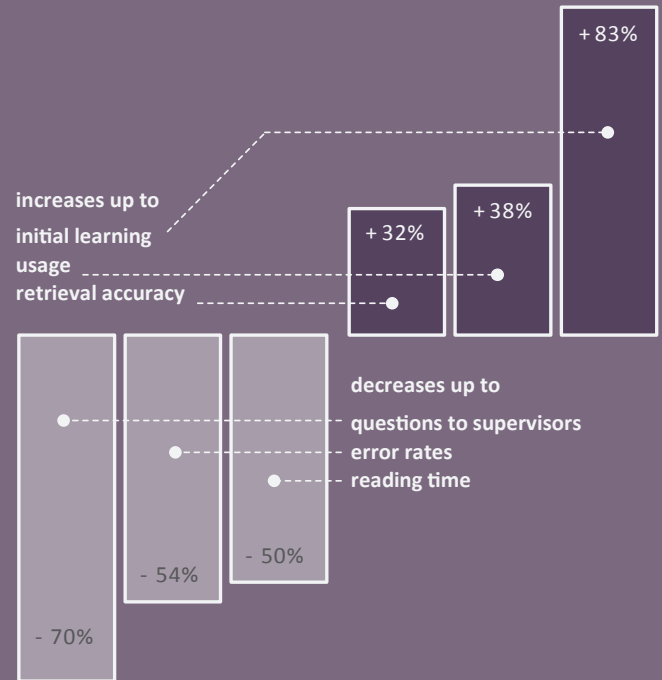 + 83%
increases up to
initial learning
usage
retrieval accuracy
+ 32%
+ 38%
decreases up to
questions to supervisors
error rates
reading time
- 70%
- 54%
- 50%